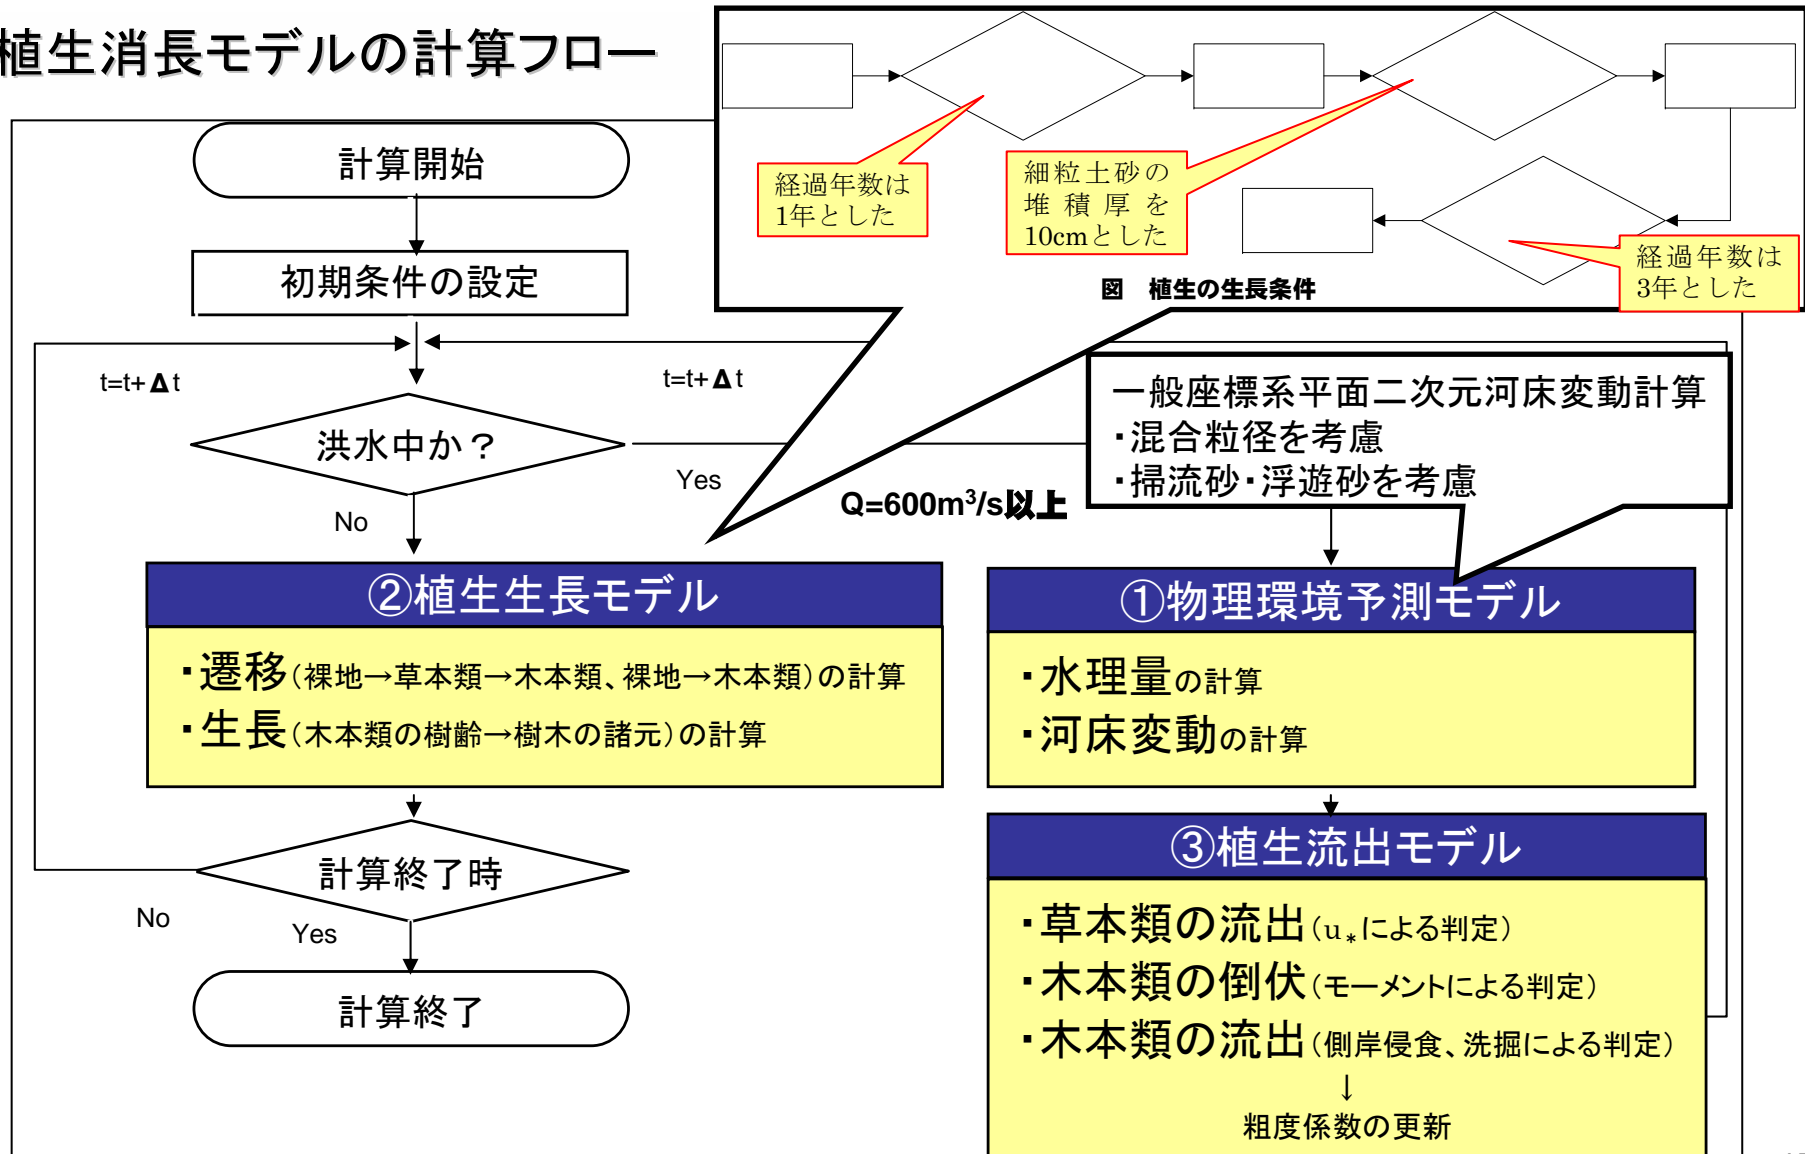 植生消長モデルの計算フロー
経過年数は
1年とした
細粒土砂の
堆積厚を
10cmとした
経過年数は
3年とした
図　植生の生長条件
計算開始
初期条件の設定
t=t+Δt
t=t+Δt
洪水中か？
Yes
No
Q=600m³/s以上
一般座標系平面二次元河床変動計算
・混合粒径を考慮
・掃流砂・浮遊砂を考慮
②植生生長モデル
・遷移（裸地→草本類→木本類、裸地→木本類）の計算
・生長（木本類の樹齢→樹木の諸元）の計算
①物理環境予測モデル
・水理量の計算
・河床変動の計算
計算終了時
No
Yes
計算終了
③植生流出モデル
・草本類の流出（u*による判定）
・木本類の倒伏（モーメントによる判定）
・木本類の流出（側岸侵食、洗掘による判定）
↓
粗度係数の更新